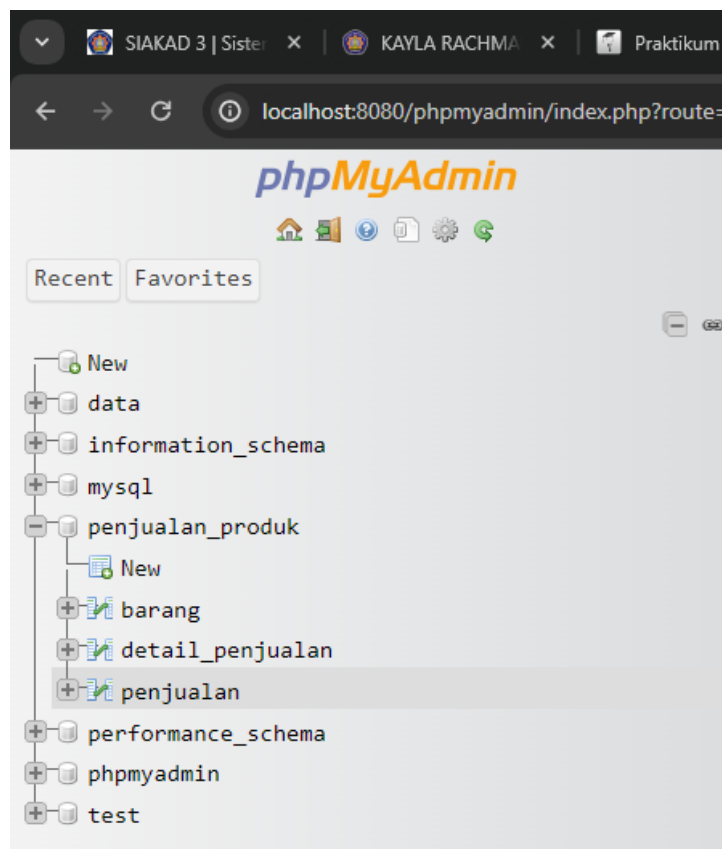 SIAKAD 3 | Sister KAYLA RACHMA Praktikum
localhost:8080/phpmyadmin/index.php?route=
phpMyAdmin
Recent Favorites
New
data
information_schema
mysql
penjualan_produk
New
barang
detail_penjualan
penjualan
performance_schema
phpmyadmin
test